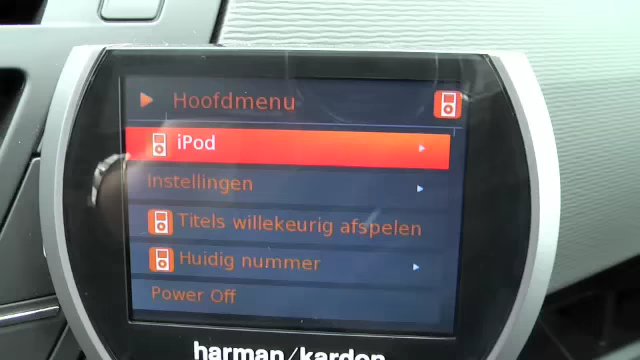 Hoofdmenu
iPod
Instellingen
Titels willekeurig afspelen
Huidig nummer
Power Off
harman/kardon